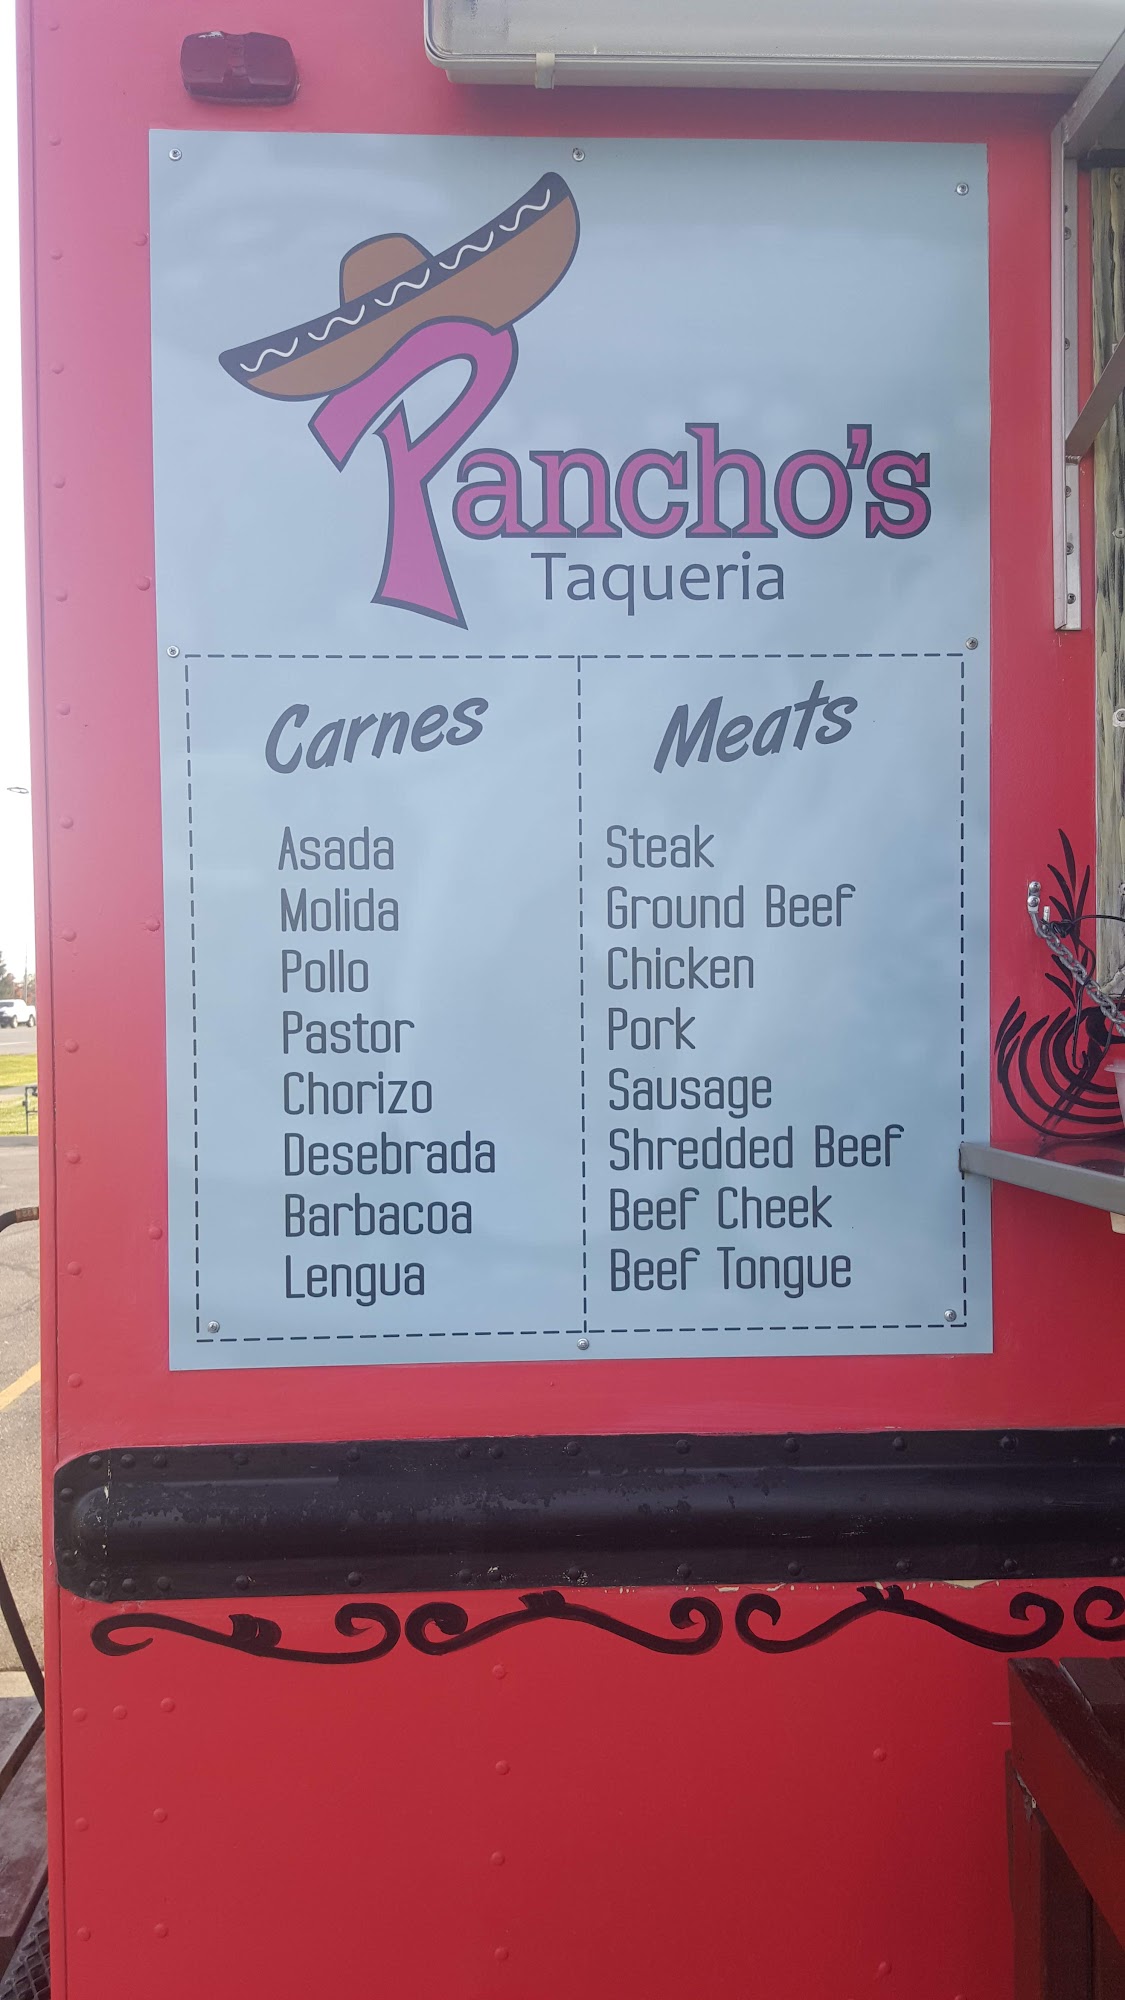 Pancho's
Taqueria
Carnes Meats
Asada Steak
Molida Ground Beef
Pollo Chicken
Pastor Pork
Chorizo Sausage
Desebrada Shredded Beef
Barbacoa Beef Cheek
Lengua Beef Tongue